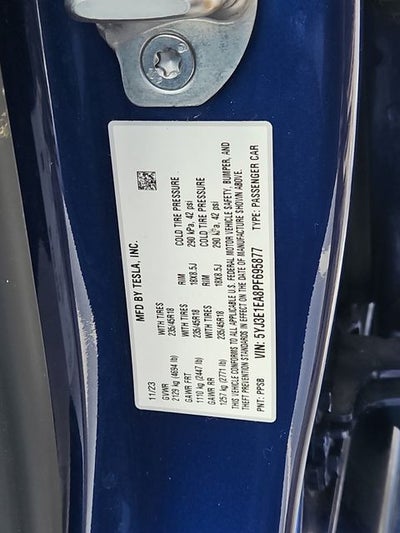 MFD BY TESLA, INC.
11/23
GVWR WITH TIRES RIM COLD TIRE PRESSURE
2129 kg (4694 lb) 235/45R18 18X8.5J 290 kPa, 42 psi
GAWR FRT WITH TIRES RIM COLD TIRE PRESSURE
1110 kg (2447 lb) 235/45R18 18X8.5J 290 kPa, 42 psi
GAWR RR WITH TIRES
1257 kg (2771 lb) 235/45R18
THIS VEHICLE CONFORMS TO ALL APPLICABLE U.S. FEDERAL MOTOR VEHICLE SAFETY, BUMPER, AND
THEFT PREVENTION STANDARDS IN EFFECT ON THE DATE OF MANUFACTURE SHOWN ABOVE.
VIN: 5YJ3E1EA8PF695877 TYPE: PASSENGER CAR
PNT: PPSB